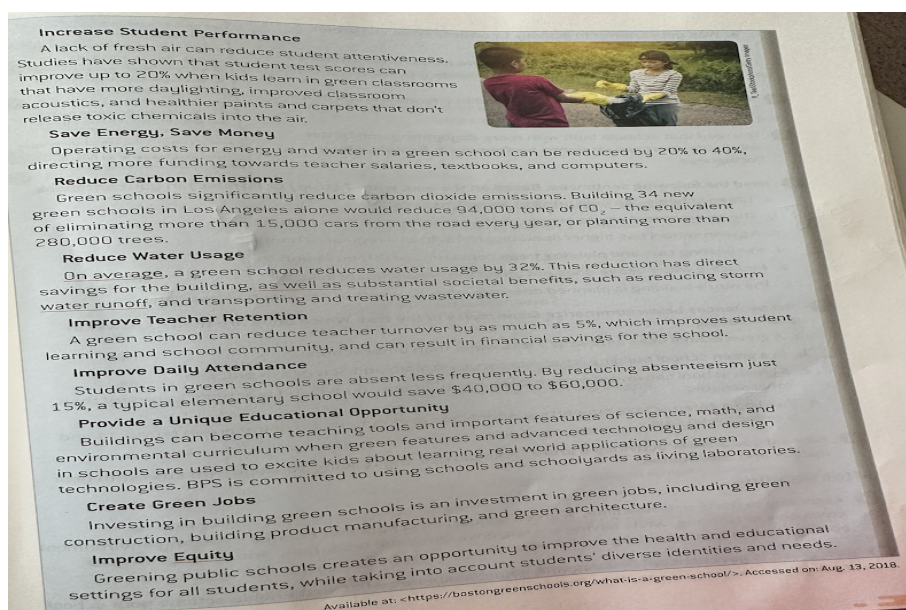 Increase Student Performance
A lack of fresh air can reduce student attentiveness.
Studies have shown that student test scores can
improve up to 20% when kids learn in green classrooms
that have more daylighting, improved classroom
acoustics, and healthier paints and carpets that don't
release toxic chemicals into the air.
Save Energy, Save Money
Operating costs for energy and water in a green school can be reduced by 20% to 40%,
directing more funding towards teacher salaries, textbooks, and computers.
Reduce Carbon Emissions
Green schools significantly reduce carbon dioxide emissions. Building 34 new
green schools in Los Angeles alone would reduce 94,000 tons of CO₂ – the equivalent
of eliminating more than 15,000 cars from the road every year, or planting more than
280,000 trees.
Reduce Water Usage
On average, a green school reduces water usage by 32%. This reduction has direct
savings for the building, as well as substantial societal benefits, such as reducing storm
water runoff, and transporting and treating wastewater.
Improve Teacher Retention
A green school can reduce teacher turnover by as much as 5%, which improves student
learning and school community, and can result in financial savings for the school.
Improve Daily Attendance
Students in green schools are absent less frequently. By reducing absenteeism just
15%, a typical elementary school would save $40,000 to $60,000.
Provide a Unique Educational Opportunity
Buildings can become teaching tools and important features of science, math, and
environmental curriculum when green features and advanced technology and design
in schools are used to excite kids about learning real world applications of green
technologies. BPS is committed to using schools and schoolyards as living laboratories.
Create Green Jobs
Investing in building green schools is an investment in green jobs, including green
construction, building product manufacturing, and green architecture.
Improve Equity
Greening public schools creates an opportunity to improve the health and educational
settings for all students, while taking into account students' diverse identities and needs.
Available at: <https://bostongreenschools.org/what-is-a-green-school/>. Accessed on: Aug. 13, 2018.